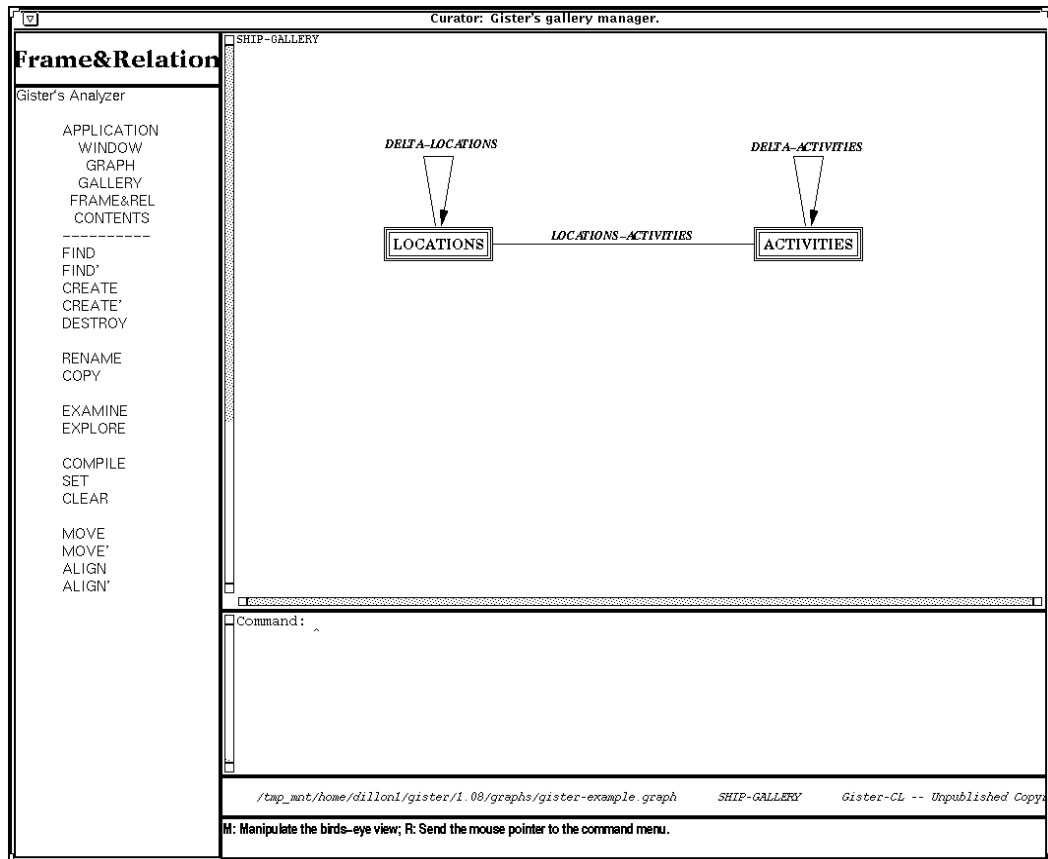 Curator: Gister's gallery manager.
Frame&Relation
Gister's Analyzer
APPLICATION
WINDOW
GRAPH
GALLERY
FRAME&REL
CONTENTS
----------
FIND
FIND'
CREATE
CREATE'
DESTROY
RENAME
COPY
EXAMINE
EXPLORE
COMPILE
SET
CLEAR
MOVE
MOVE'
ALIGN
ALIGN'
SHIP-GALLERY
DELTA-LOCATIONS
DELTA-ACTIVITIES
LOCATIONS
LOCATIONS-ACTIVITIES
ACTIVITIES
Command:
/tmp_mnt/home/dillon1/gister/1.08/graphs/gister-example.graph SHIP-GALLERY Gister-CL -- Unpublished Copyr
M: Manipulate the birds-eye view; R: Send the mouse pointer to the command menu.